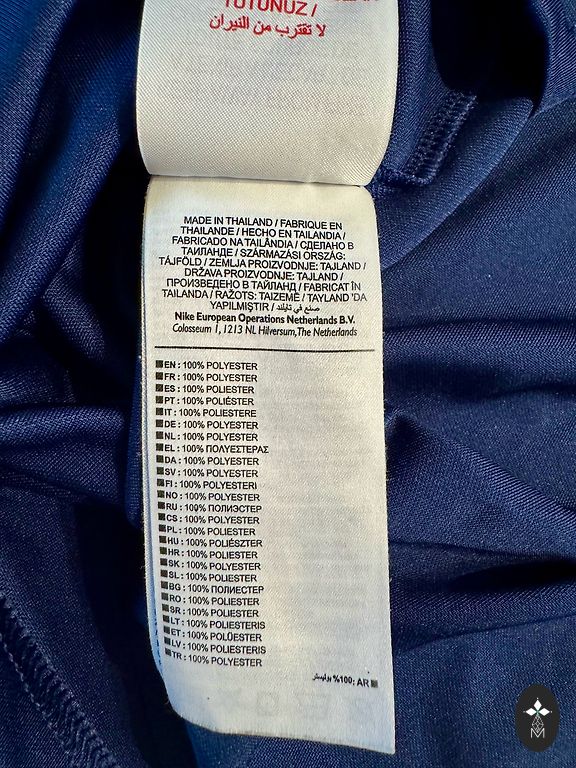 TUTUNUZ /
لا تقترب من النيران
MADE IN THAILAND / FABRIQUE EN
THAILANDE / HECHO EN TAILANDIA /
FABRICADO NA TAILÂNDIA / СДЕЛАНО В
ТАИЛАНДЕ / SZÁRMAZÁSI ORSZÁG:
TÁJFÖLD / ZEMLJA PROIZVODNJE: TAJLAND /
DRŽAVA PROIZVODNJE: TAJLAND /
ПРОИЗВЕДЕНО В ТАЙЛАНД / FABRICAT ÎN
TAILANDA / RAŽOTS: TAIZEMĒ / TAYLAND 'DA
YAPILMIŞTIR / صنع في تايلند
Nike European Operations Netherlands B.V.
Colosseum 1, 1213 NL Hilversum, The Netherlands
EN : 100% POLYESTER
FR : 100% POLYESTER
ES : 100% POLIESTER
PT : 100% POLIÉSTER
IT : 100% POLIESTERE
DE : 100% POLYESTER
NL : 100% POLYESTER
EL : 100% ΠΟΛΥΕΣΤΕΡΑΣ
DA : 100% POLYESTER
SV : 100% POLYESTER
FI : 100% POLYESTERI
NO : 100% POLYESTER
RU : 100% ПОЛИЭСТЕР
CS : 100% POLYESTER
PL : 100% POLIESTER
HU : 100% POLIÉSZTER
HR : 100% POLIESTER
SK : 100% POLYESTER
SL : 100% POLIESTER
BG : 100% ПОЛИЕСТЕР
RO : 100% POLIESTER
SR : 100% POLIESTER
LT : 100% POLIESTERIS
ET : 100% POLÜESTER
LV : 100% POLIESTERIS
TR : 100% POLYESTER
AR :100% بوليستر